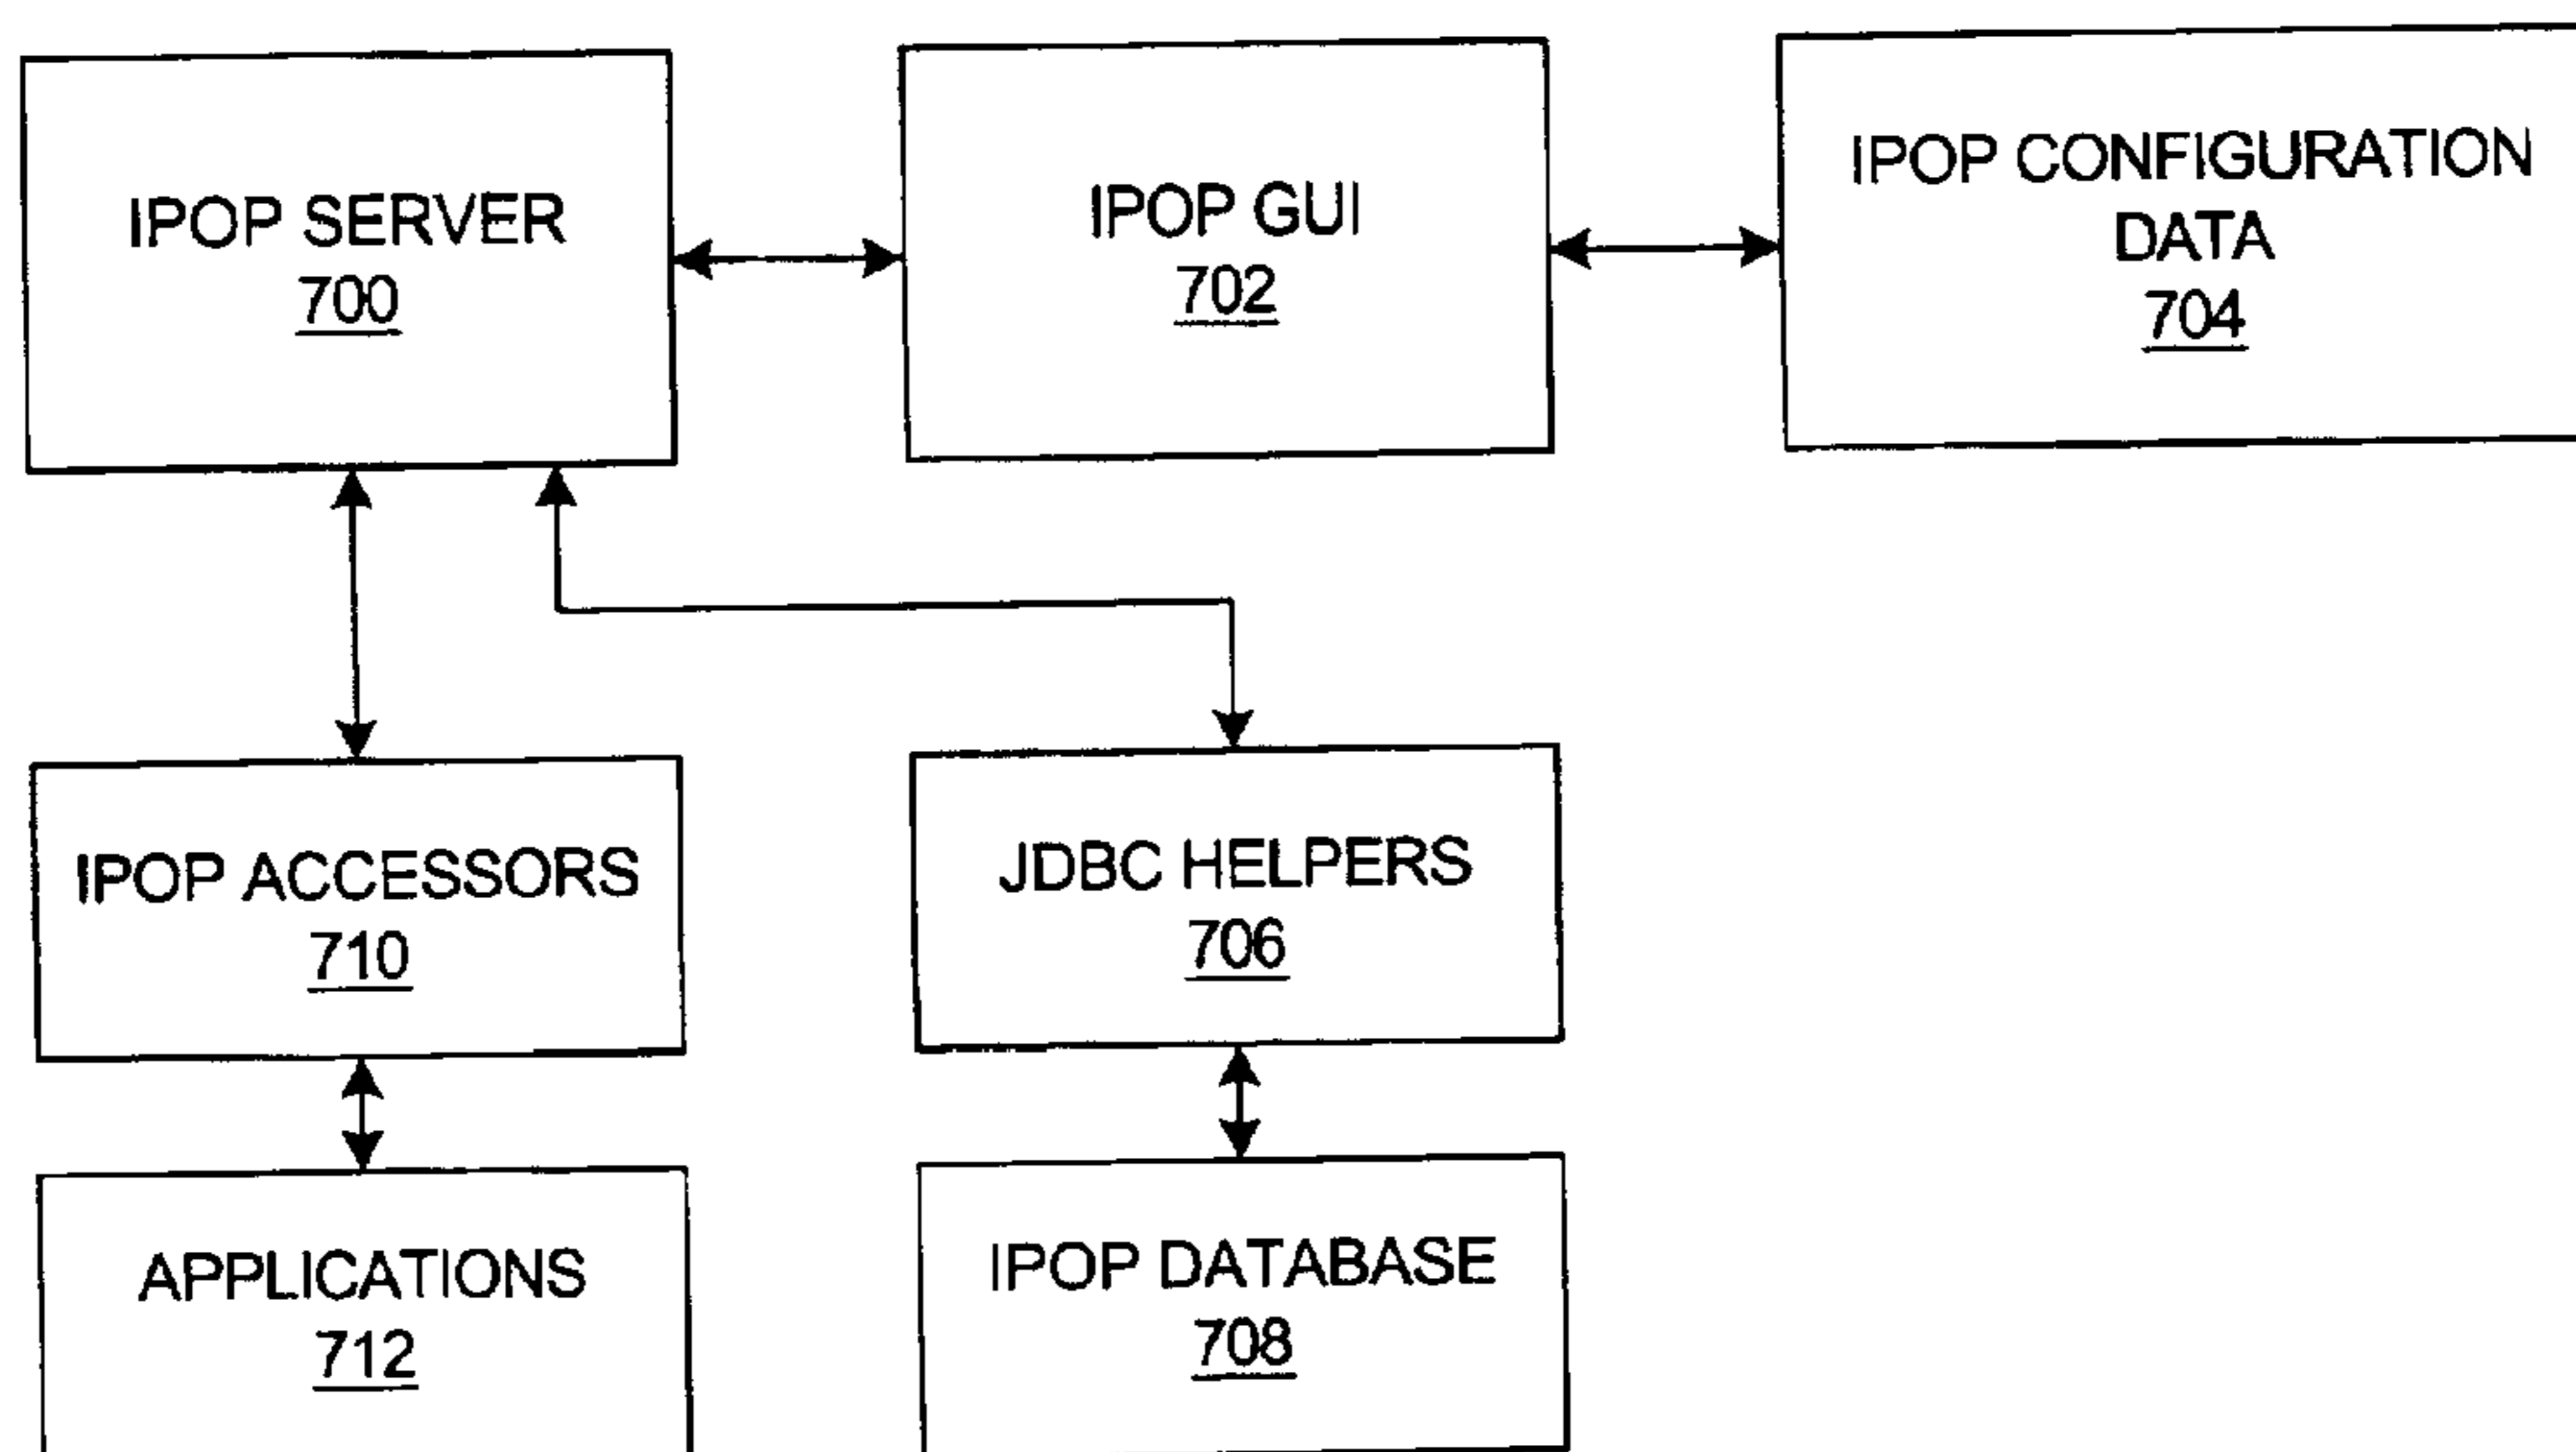 IPOP SERVER
700
IPOP GUI
702
IPOP CONFIGURATION
DATA
704
IPOP ACCESSORS
710
JDBC HELPERS
706
APPLICATIONS
712
IPOP DATABASE
708